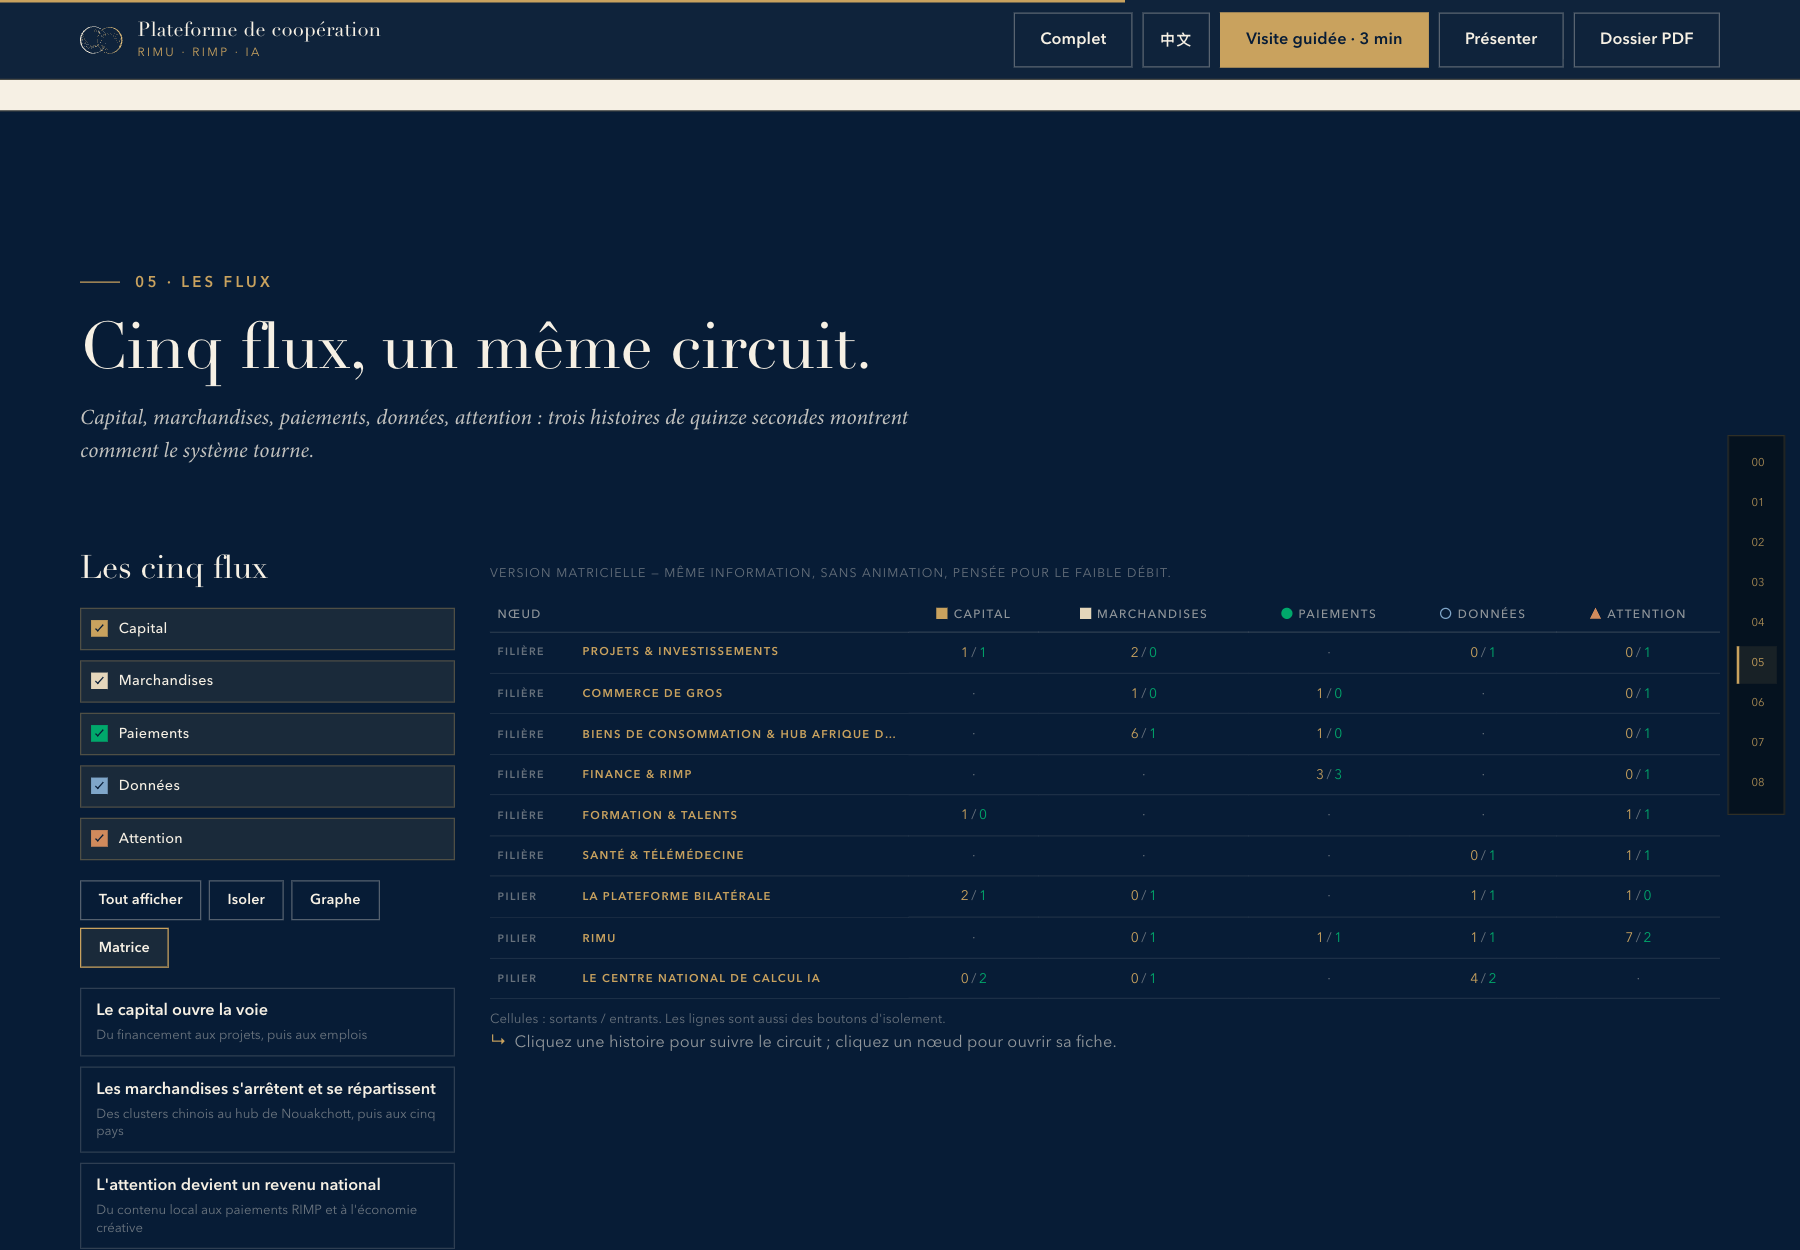 Plateforme de coopération
RIMU · RIMP · IA
Complet
中文
Visite guidée · 3 min
Présenter
Dossier PDF
05 · LES FLUX
Cinq flux, un même circuit.
Capital, marchandises, paiements, données, attention : trois histoires de quinze secondes montrent
comment le système tourne.
Les cinq flux
Capital
Marchandises
Paiements
Données
Attention
Tout afficher
Isoler
Graphe
Matrice
Le capital ouvre la voie
Du financement aux projets, puis aux emplois
Les marchandises s'arrêtent et se répartissent
Des clusters chinois au hub de Nouakchott, puis aux cinq
pays
L'attention devient un revenu national
Du contenu local aux paiements RIMP et à l'économie
créative
VERSION MATRICIELLE – MÊME INFORMATION, SANS ANIMATION, PENSÉE POUR LE FAIBLE DÉBIT.
NŒUD CAPITAL MARCHANDISES PAIEMENTS DONNÉES ATTENTION
FILIÈRE PROJETS & INVESTISSEMENTS 1/1 2/0 · 0/1 0/1
FILIÈRE COMMERCE DE GROS · 1/0 1/0 · 0/1
FILIÈRE BIENS DE CONSOMMATION & HUB AFRIQUE D… · 6/1 1/0 · 0/1
FILIÈRE FINANCE & RIMP · · 3/3 · 0/1
FILIÈRE FORMATION & TALENTS 1/0 · · · 1/1
FILIÈRE SANTÉ & TÉLÉMÉDECINE · · · 0/1 1/1
PILIER LA PLATEFORME BILATÉRALE 2/1 0/1 · 1/1 1/0
PILIER RIMU · 0/1 1/1 1/1 7/2
PILIER LE CENTRE NATIONAL DE CALCUL IA 0/2 0/1 · 4/2 ·
Cellules : sortants / entrants. Les lignes sont aussi des boutons d'isolement.
↪ Cliquez une histoire pour suivre le circuit ; cliquez un nœud pour ouvrir sa fiche.
00
01
02
03
04
05
06
07
08